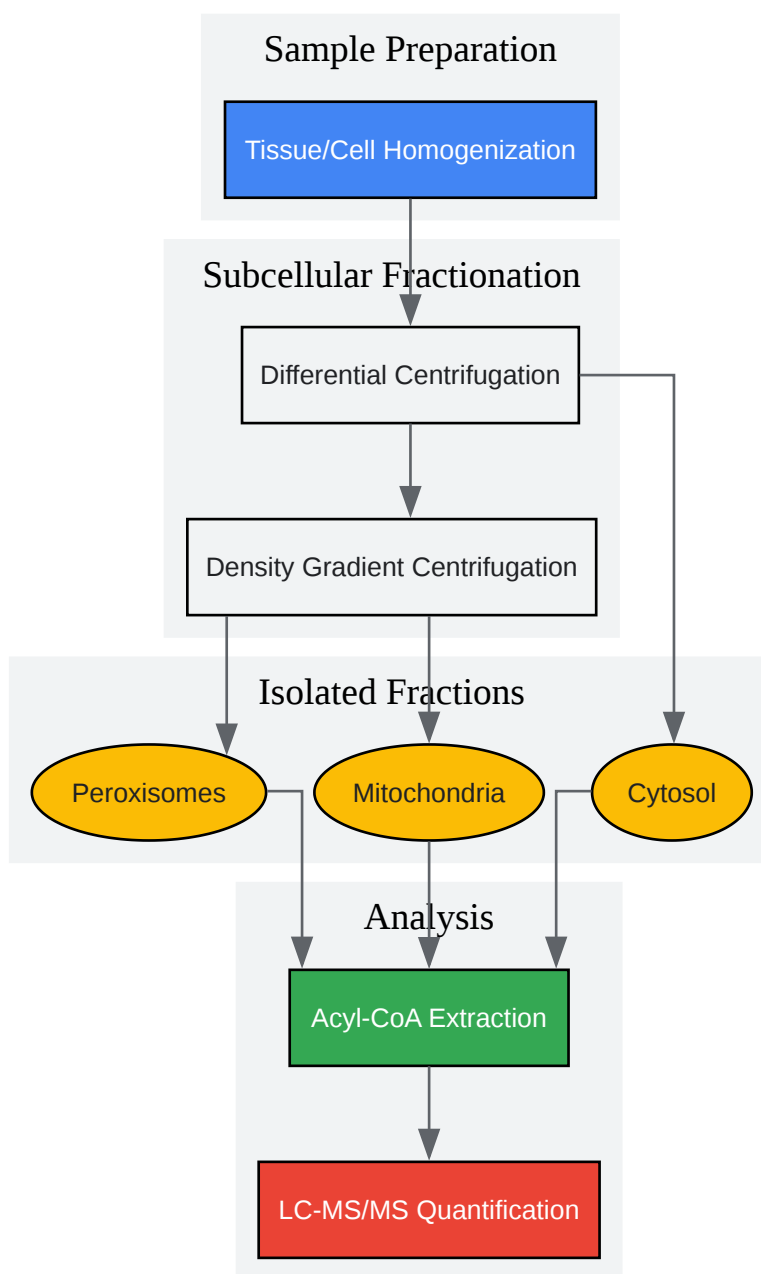 Sample Preparation
Tissue/Cell Homogenization
Subcellular Fractionation
Differential Centrifugation
Density Gradient Centrifugation
Isolated Fractions
Peroxisomes
Mitochondria
Cytosol
Analysis
Acyl-CoA Extraction
LC-MS/MS Quantification